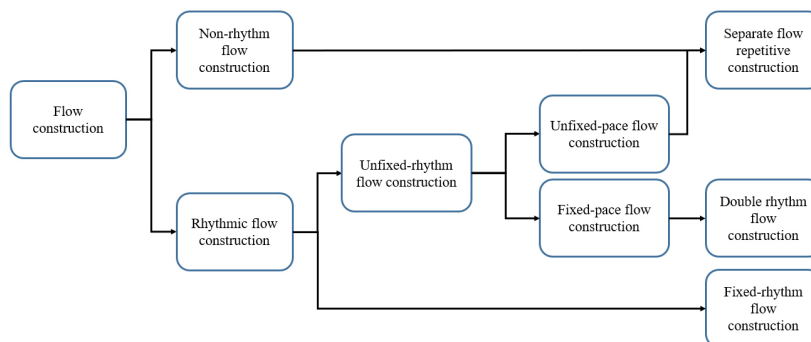 Non-rhythm
flow
construction
Separate flow
repetitive
construction
Flow
construction
Unfixed-pace flow
construction
Unfixed-rhythm
flow construction
Rhythmic flow
construction
Fixed-pace flow
construction
Double rhythm
flow
construction
Fixed-rhythm
flow
construction